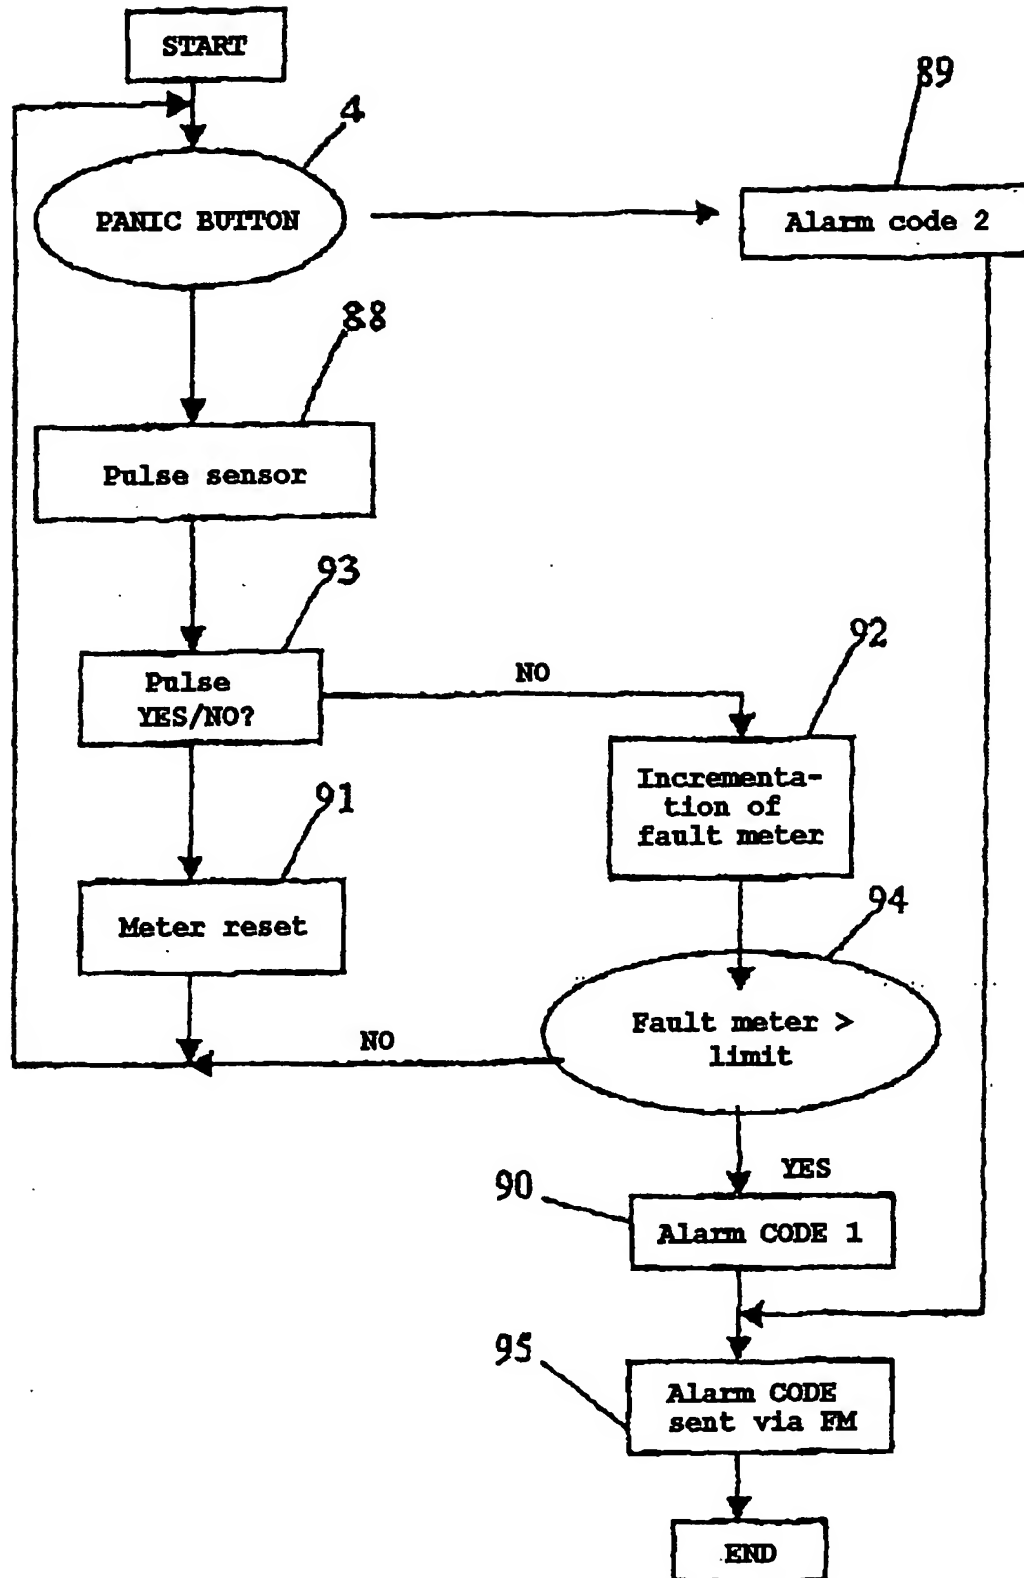 START
89
4
PANIC BUTTON
Alarm code 2
88
Pulse sensor
93
Pulse
YES/NO?
NO
92
Incrementa-
tion of
fault meter
91
Meter reset
94
Fault meter >
limit
NO
YES
90
Alarm CODE 1
95
Alarm CODE
sent via FM
END